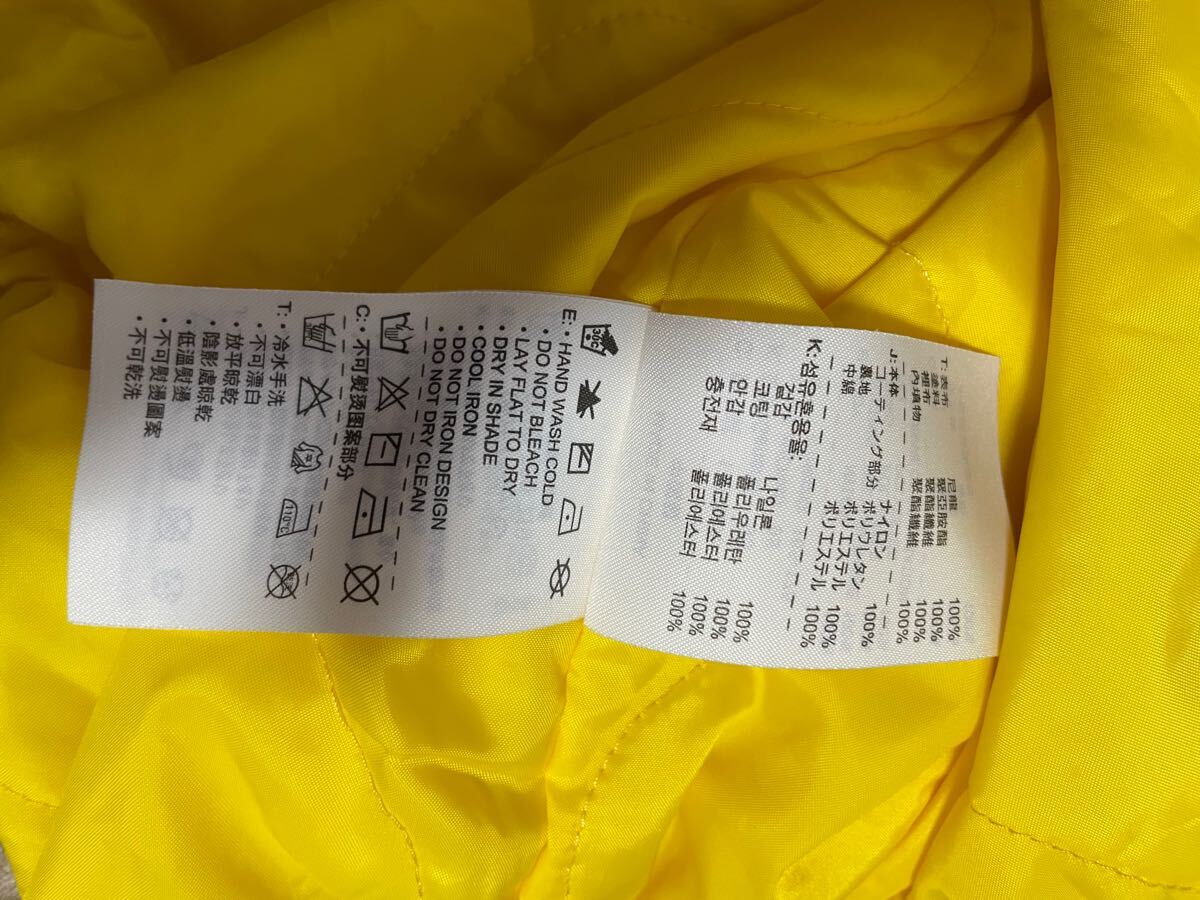 T: 表布 尼龍 100%
塗料 聚亞胺酯 100%
裡布 聚酯纖維 100%
內填物 聚酯纖維 100%
J: 本体 ナイロン 100%
コーティング部分 ポリウレタン
裏地 ポリエステル 100%
中綿 ポリエステル 100%
K: 섬유혼용율:
겉감 나일론 100%
코팅 폴리우레탄 100%
안감 폴리에스터 100%
충전재 폴리에스터 100%
30C
E: • HAND WASH COLD
• DO NOT BLEACH
• LAY FLAT TO DRY
• DRY IN SHADE
• COOL IRON
• DO NOT IRON DESIGN
• DO NOT DRY CLEAN
C: • 不可熨烫图案部分
110°C
T: • 冷水手洗
• 不可漂白
• 放平晾乾
• 陰影處晾乾
• 低溫熨燙
• 不可熨燙圖案
• 不可乾洗